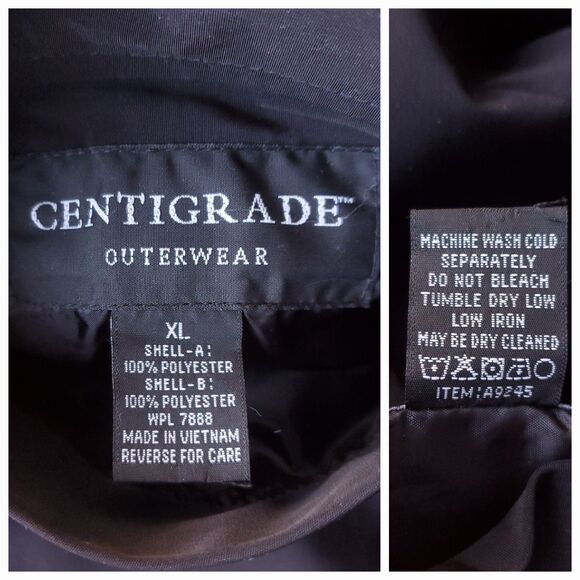 CENTIGRADE™
OUTERWEAR
XL
SHELL-A:
100% POLYESTER
SHELL-B:
100% POLYESTER
WPL 7888
MADE IN VIETNAM
REVERSE FOR CARE
MACHINE WASH COLD
SEPARATELY
DO NOT BLEACH
TUMBLE DRY LOW
LOW IRON
MAY BE DRY CLEANED
ITEM:A9345